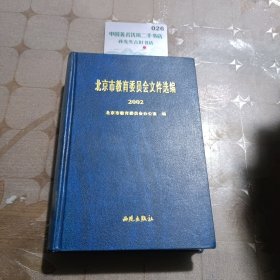 026
中国著名医第二十书店
孙先生古旧书店
北京市教育委员会文件选编
2002
北京市教育委员会办公室 编
西苑出版社